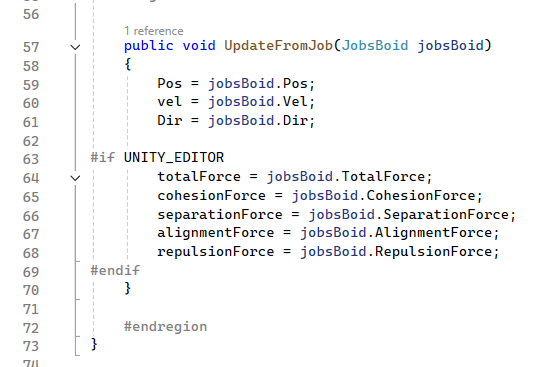 56
1 reference
57 public void UpdateFromJob(JobsBoid jobsBoid)
58 {
59 Pos = jobsBoid.Pos;
60 vel = jobsBoid.Vel;
61 Dir = jobsBoid.Dir;
62
63 #if UNITY_EDITOR
64 totalForce = jobsBoid.TotalForce;
65 cohesionForce = jobsBoid.CohesionForce;
66 separationForce = jobsBoid.SeparationForce;
67 alignmentForce = jobsBoid.AlignmentForce;
68 repulsionForce = jobsBoid.RepulsionForce;
69 #endif
70 }
71
72 #endregion
73 }
74